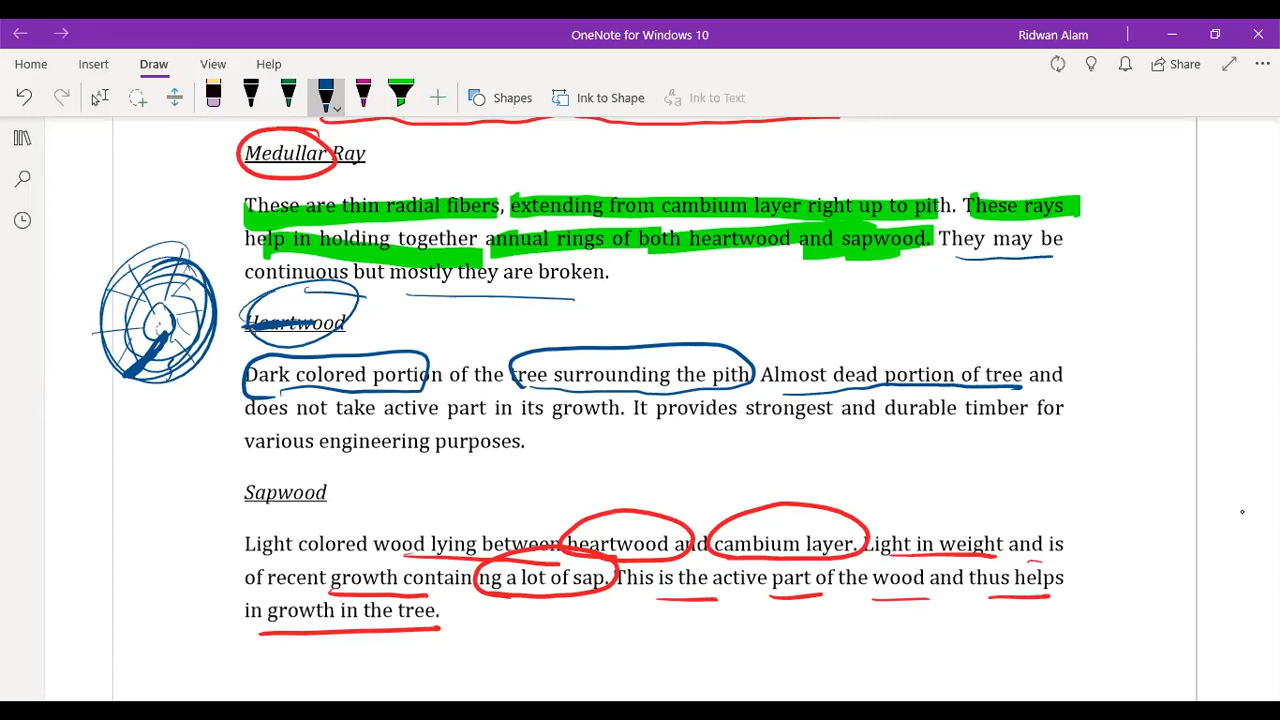 OneNote for Windows 10
Ridwan Alam
Home Insert Draw View Help
Share
Shapes Ink to Shape Ink to Text
Medullar Ray
These are thin radial fibers, extending from cambium layer right up to pith. These rays
help in holding together annual rings of both heartwood and sapwood. They may be
continuous but mostly they are broken.
Heartwood
Dark colored portion of the tree surrounding the pith. Almost dead portion of tree and
does not take active part in its growth. It provides strongest and durable timber for
various engineering purposes.
Sapwood
Light colored wood lying between heartwood and cambium layer. Light in weight and is
of recent growth containing a lot of sap. This is the active part of the wood and thus helps
in growth in the tree.